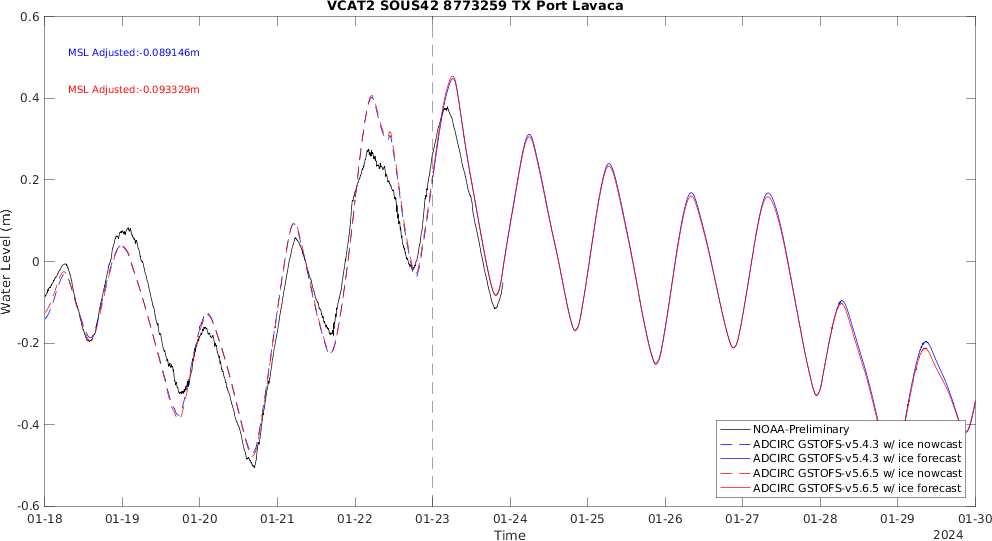 VCAT2 SOUS42 8773259 TX Port Lavaca
0.6
MSL Adjusted:-0.089146m
MSL Adjusted:-0.093329m
0.4
0.2
0
-0.2
-0.4
-0.6
Water Level (m)
NOAA-Preliminary
ADCIRC GSTOFS-v5.4.3 w/ ice nowcast
ADCIRC GSTOFS-v5.4.3 w/ ice forecast
ADCIRC GSTOFS-v5.6.5 w/ ice nowcast
ADCIRC GSTOFS-v5.6.5 w/ ice forecast
01-18 01-19 01-20 01-21 01-22 01-23 01-24 01-25 01-26 01-27 01-28 01-29 01-30
Time
2024